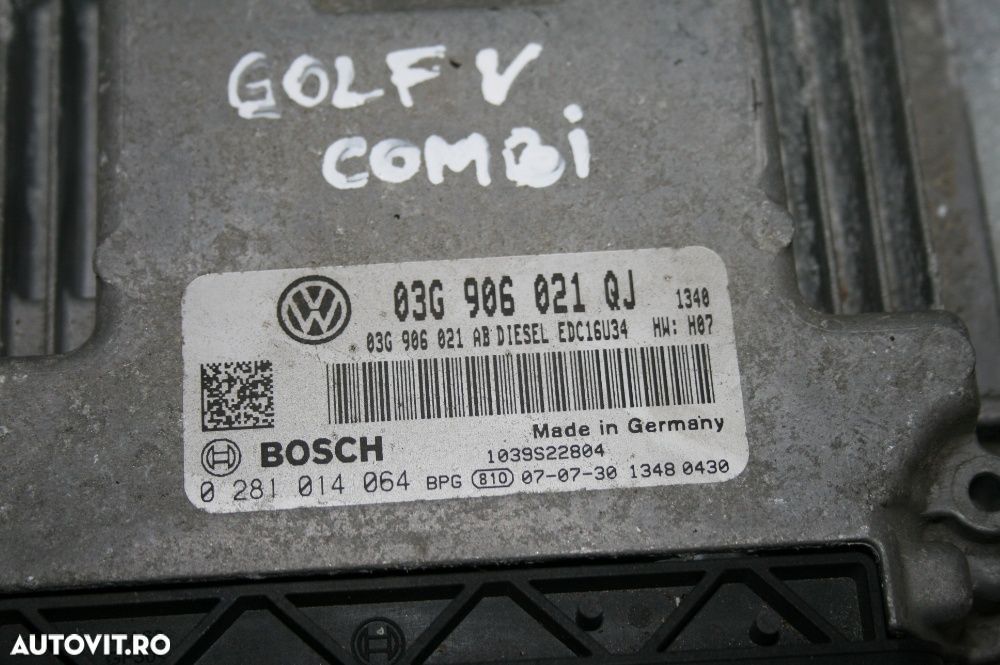 GOLF V
COMBi
03G 906 021 QJ 1340
03G 906 021 AB DIESEL EDC16U34 HW: H07
Made in Germany
BOSCH
1039S22804
0 281 014 064 BPG 810 07-07-30 1348 0430
AUTOVIT.RO